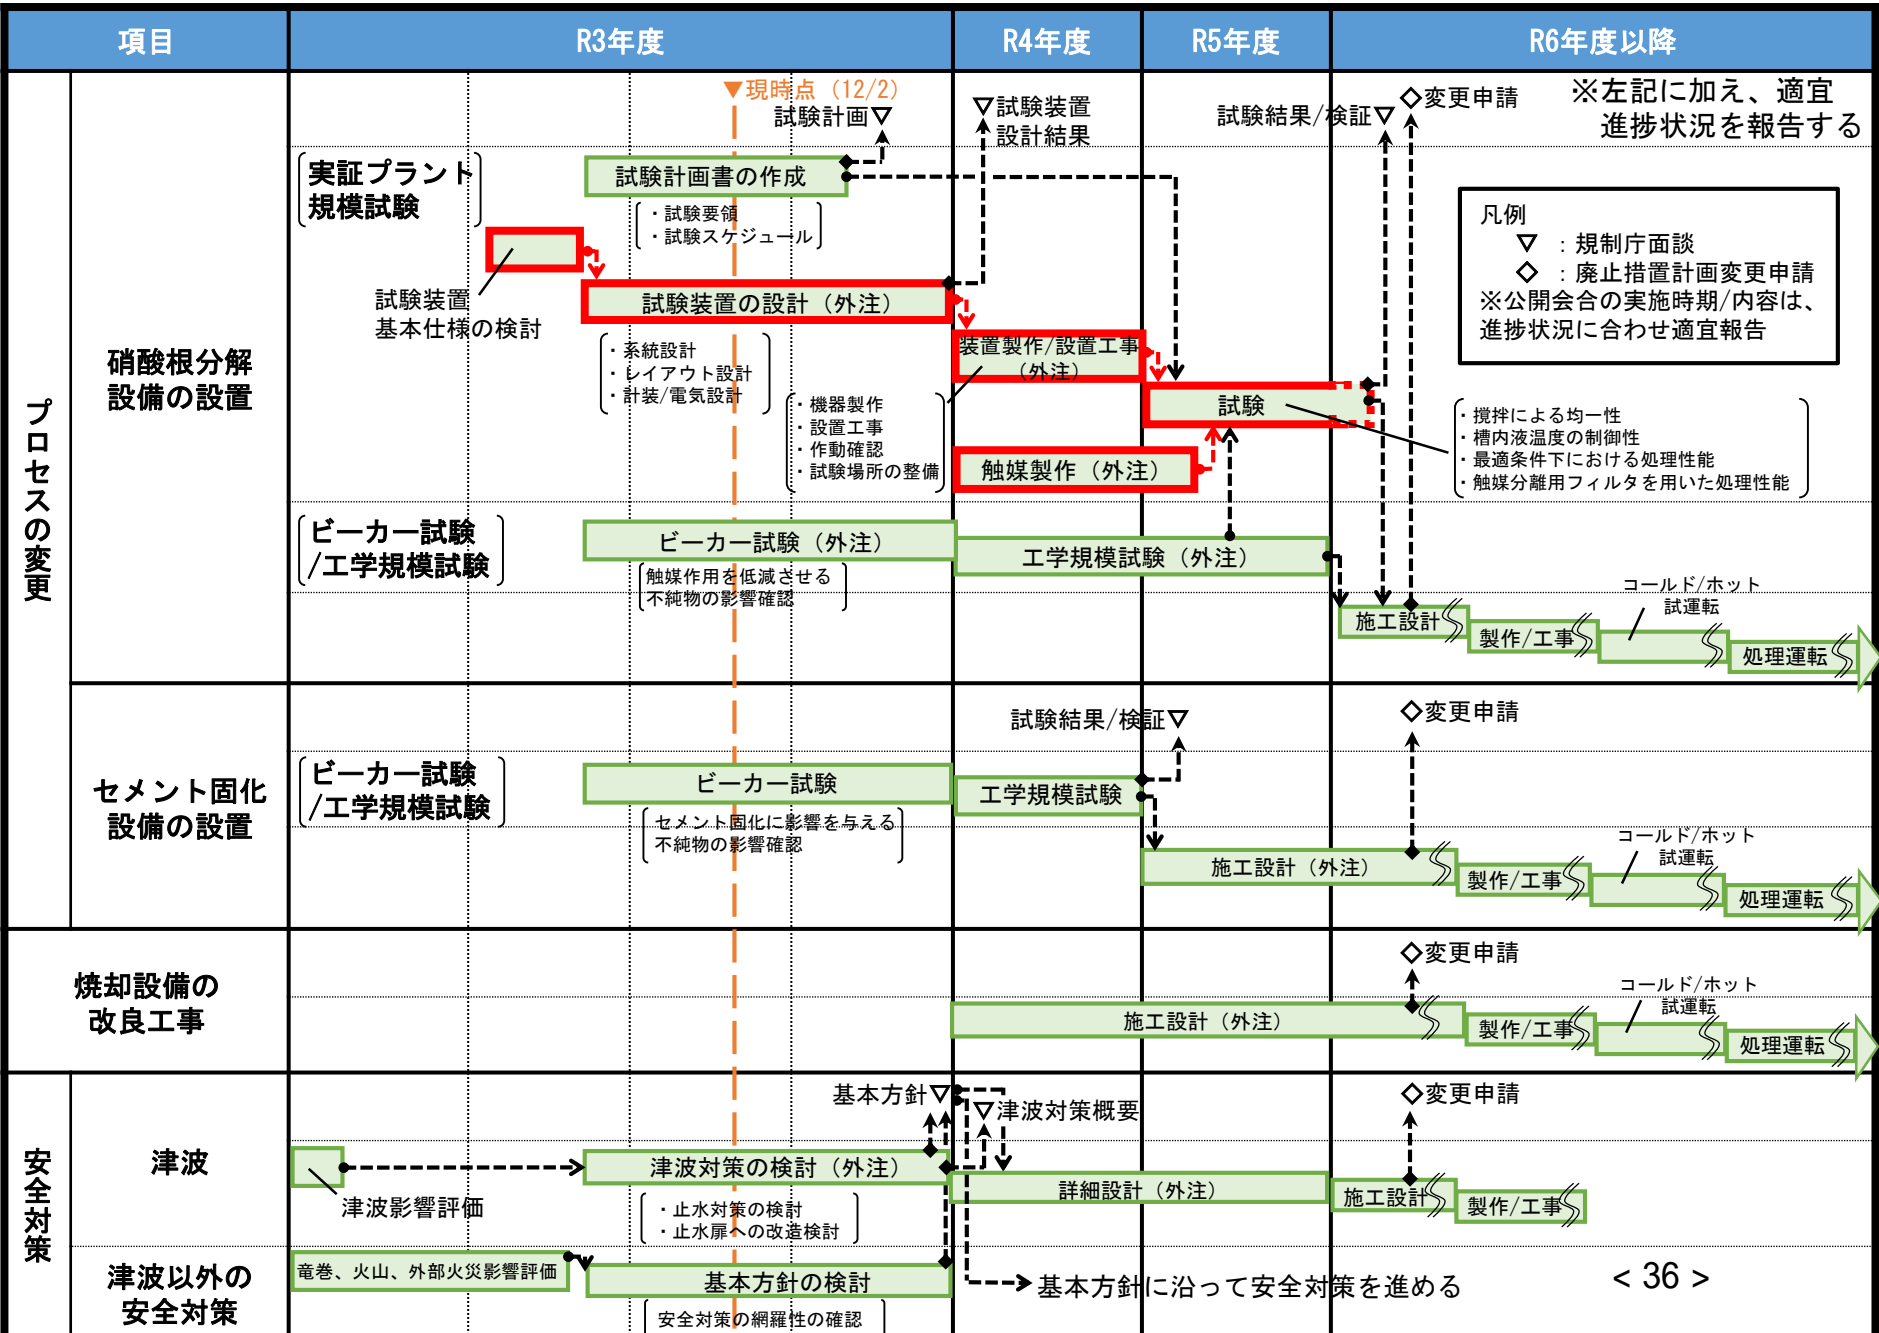 項目
R3年度
R4年度
R5年度
R6年度以降
プロセスの変更
硝酸根分解
設備の設置
▼現時点（12/2）
試験計画▽
▽試験装置
設計結果
試験結果/検証▽
◇変更申請
※左記に加え、適宜
進捗状況を報告する
実証プラント
規模試験
試験計画書の作成
・試験要領
・試験スケジュール
凡例
▽ ：規制庁面談
◇ ：廃止措置計画変更申請
※公開会合の実施時期/内容は、
進捗状況に合わせ適宜報告
試験装置
基本仕様の検討
試験装置の設計（外注）
・系統設計
・レイアウト設計
・計装/電気設計
装置製作/設置工事
（外注）
・機器製作
・設置工事
・作動確認
・試験場所の整備
試験
・撹拌による均一性
・槽内液温度の制御性
・最適条件下における処理性能
・触媒分離用フィルタを用いた処理性能
触媒製作（外注）
ビーカー試験
/工学規模試験
ビーカー試験（外注）
触媒作用を低減させる
不純物の影響確認
工学規模試験（外注）
施工設計
製作/工事
コールド/ホット
試運転
処理運転
セメント固化
設備の設置
試験結果/検証▽
◇変更申請
ビーカー試験
/工学規模試験
ビーカー試験
セメント固化に影響を与える
不純物の影響確認
工学規模試験
施工設計（外注）
製作/工事
コールド/ホット
試運転
処理運転
焼却設備の
改良工事
◇変更申請
施工設計（外注）
製作/工事
コールド/ホット
試運転
処理運転
安全対策
津波
基本方針▽
▽津波対策概要
◇変更申請
津波影響評価
津波対策の検討（外注）
・止水対策の検討
・止水扉への改造検討
詳細設計（外注）
施工設計
製作/工事
津波以外の
安全対策
竜巻、火山、外部火災影響評価
基本方針の検討
安全対策の網羅性の確認
基本方針に沿って安全対策を進める
< 36 >